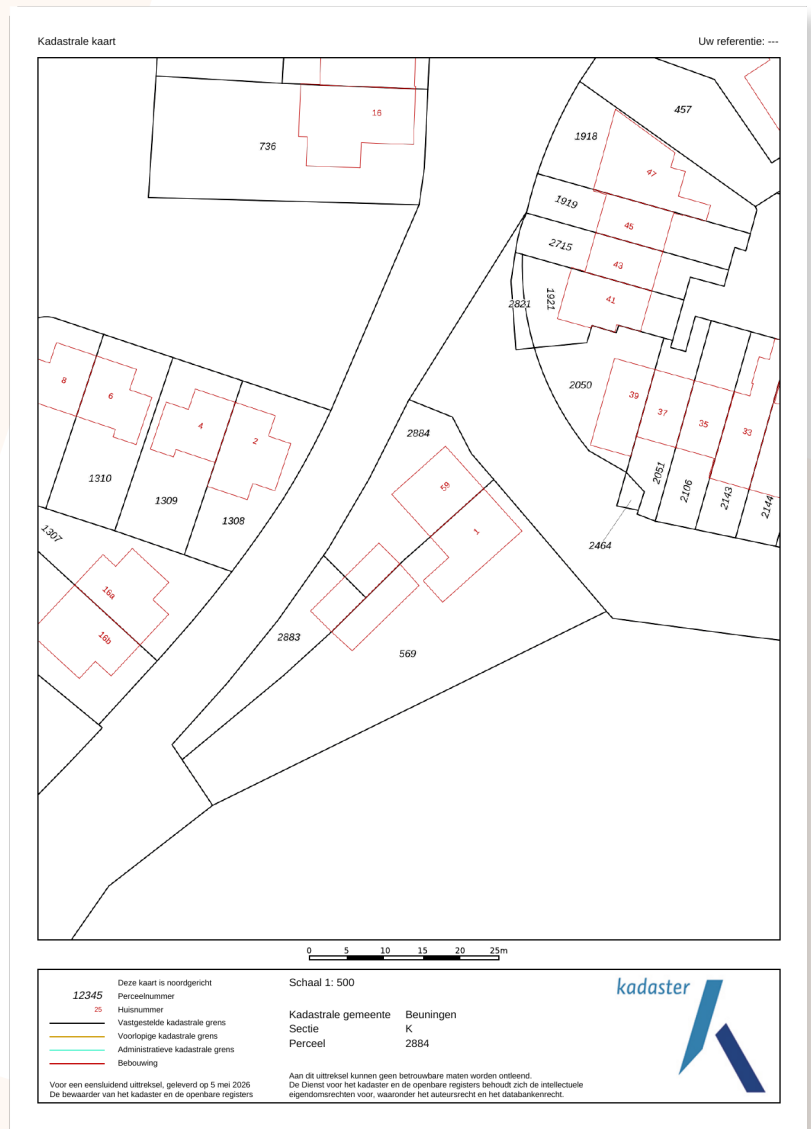 Kadastrale kaart
Uw referentie: ---
16
457
736
1918
47
1919
45
2715
43
1921
41
2821
8
6
4
2
2050
39
37
35
33
2884
1310
1309
1308
59
1
2051
2106
2143
2144
1307
2464
16a
16b
2883
569
0 5 10 15 20 25m
Deze kaart is noordgericht
12345 Perceelnummer
25 Huisnummer
Vastgestelde kadastrale grens
Voorlopige kadastrale grens
Administratieve kadastrale grens
Bebouwing
Voor een eensluidend uittreksel, geleverd op 5 mei 2026
De bewaarder van het kadaster en de openbare registers
Schaal 1: 500
Kadastrale gemeente Beuningen
Sectie K
Perceel 2884
Aan dit uittreksel kunnen geen betrouwbare maten worden ontleend.
De Dienst voor het kadaster en de openbare registers behoudt zich de intellectuele
eigendomsrechten voor, waaronder het auteursrecht en het databankenrecht.
kadaster